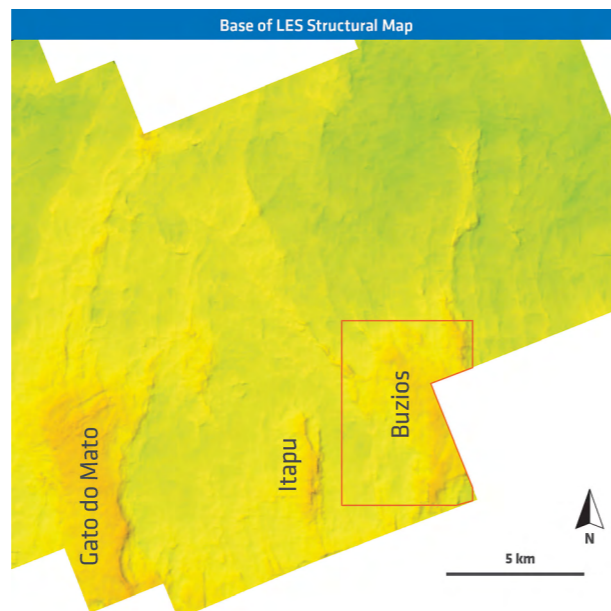 Base of LES Structural Map
Gato do Mato
Itapu
Buzios
N
5 km